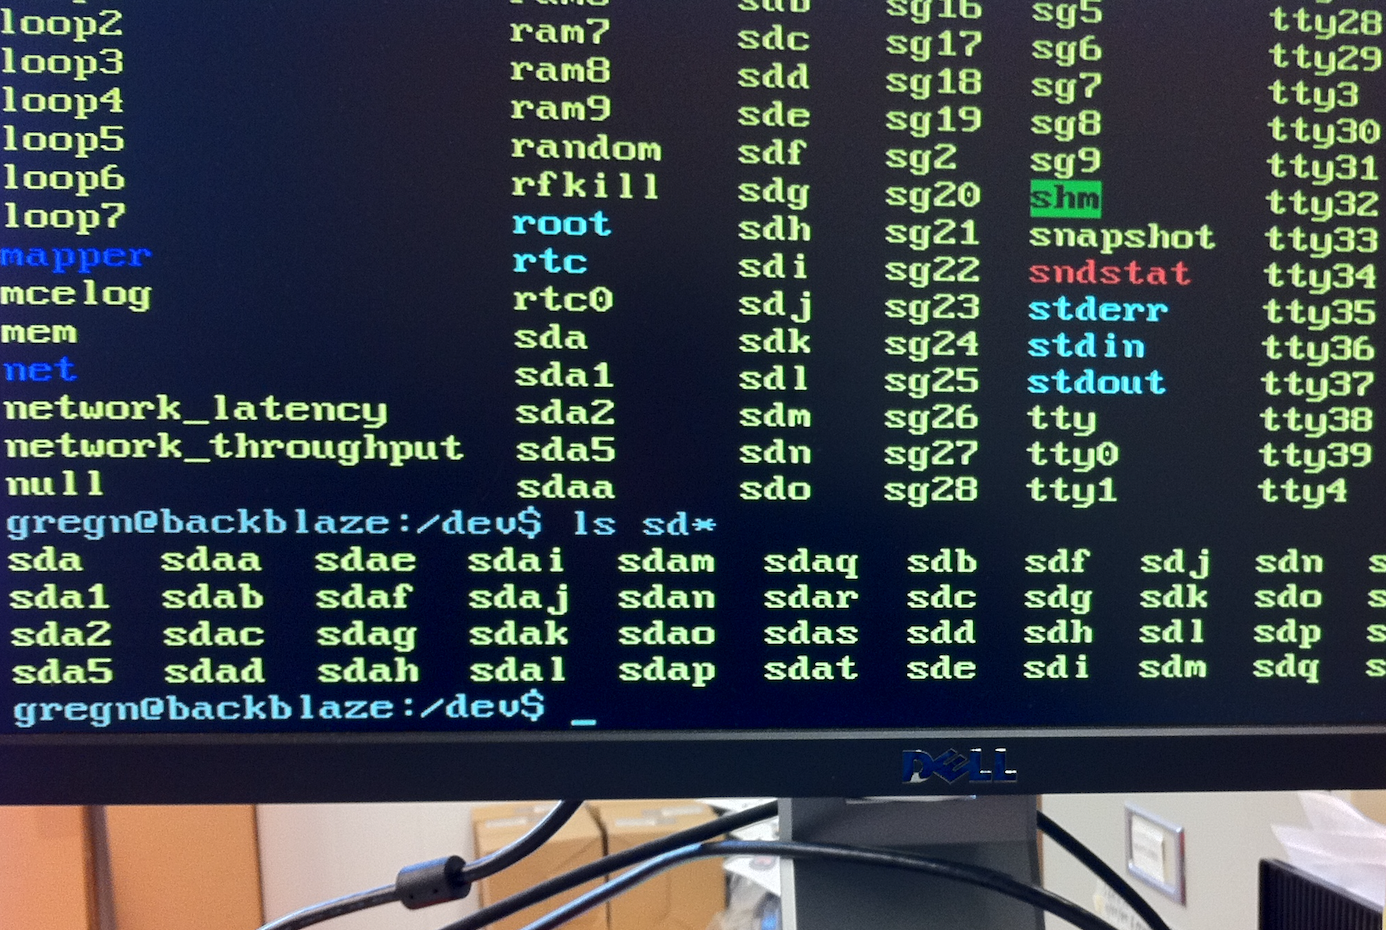 sg16 sg5 tty28
loop2 ram7 sdc sg17 sg6 tty29
loop3 ram8 sdd sg18 sg7 tty3
loop4 ram9 sde sg19 sg8 tty30
loop5 random sdf sg2 sg9 tty31
loop6 rfkill sdg sg20 shm tty32
loop7 root sdh sg21 snapshot tty33
mapper rtc sdi sg22 sndstat tty34
mcelog rtc0 sdj sg23 stderr tty35
mem sda sdk sg24 stdin tty36
net sda1 sdl sg25 stdout tty37
network_latency sda2 sdm sg26 tty tty38
network_throughput sda5 sdn sg27 tty0 tty39
null sdaa sdo sg28 tty1 tty4
gregn@backblaze:/dev$ ls sd*
sda sdaa sdae sdai sdam sdaq sdb sdf sdj sdn s
sda1 sdab sdaf sdaj sdan sdar sdc sdg sdk sdo s
sda2 sdac sdag sdak sdao sdas sdd sdh sdl sdp s
sda5 sdad sdah sdal sdap sdat sde sdi sdm sdq s
gregn@backblaze:/dev$ _
DELL